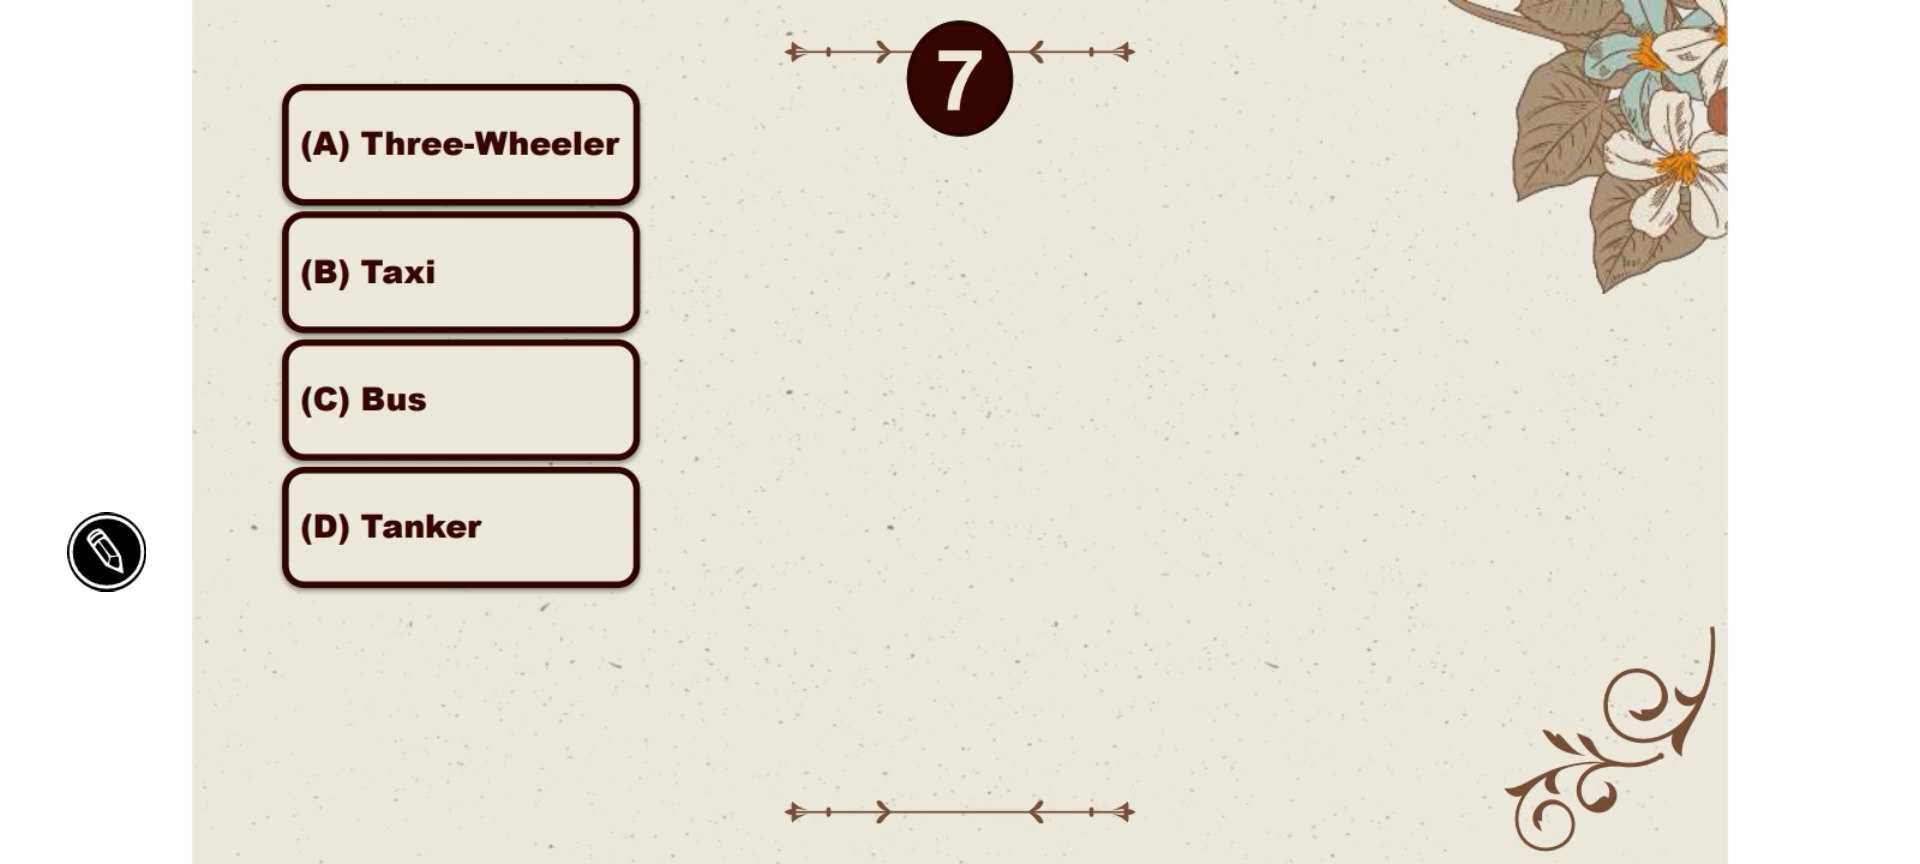 7
(A) Three-Wheeler
(B) Taxi
(C) Bus
(D) Tanker